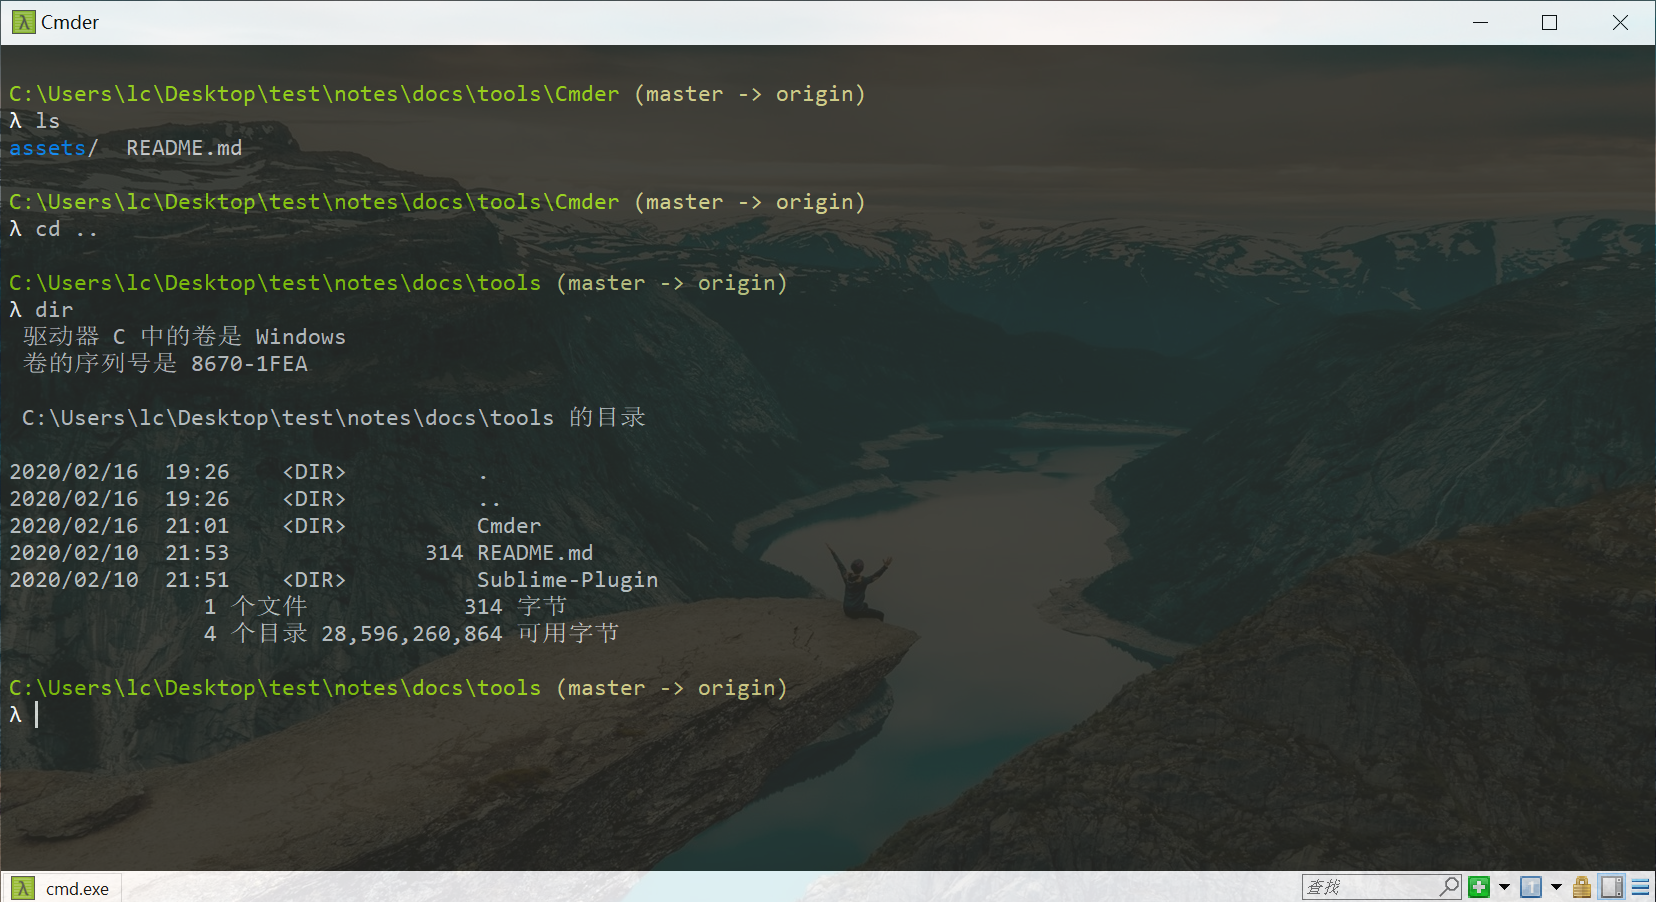 Cmder
C:\Users\lc\Desktop\test\notes\docs\tools\Cmder (master -> origin)
λ ls
assets/  README.md
C:\Users\lc\Desktop\test\notes\docs\tools\Cmder (master -> origin)
λ cd ..
C:\Users\lc\Desktop\test\notes\docs\tools (master -> origin)
λ dir
驱动器 C 中的卷是 Windows
卷的序列号是 8670-1FEA
C:\Users\lc\Desktop\test\notes\docs\tools 的目录
2020/02/16  19:26    <DIR>          .
2020/02/16  19:26    <DIR>          ..
2020/02/16  21:01    <DIR>          Cmder
2020/02/10  21:53               314 README.md
2020/02/10  21:51    <DIR>          Sublime-Plugin
1 个文件            314 字节
4 个目录 28,596,260,864 可用字节
C:\Users\lc\Desktop\test\notes\docs\tools (master -> origin)
λ
λ cmd.exe
查找
1